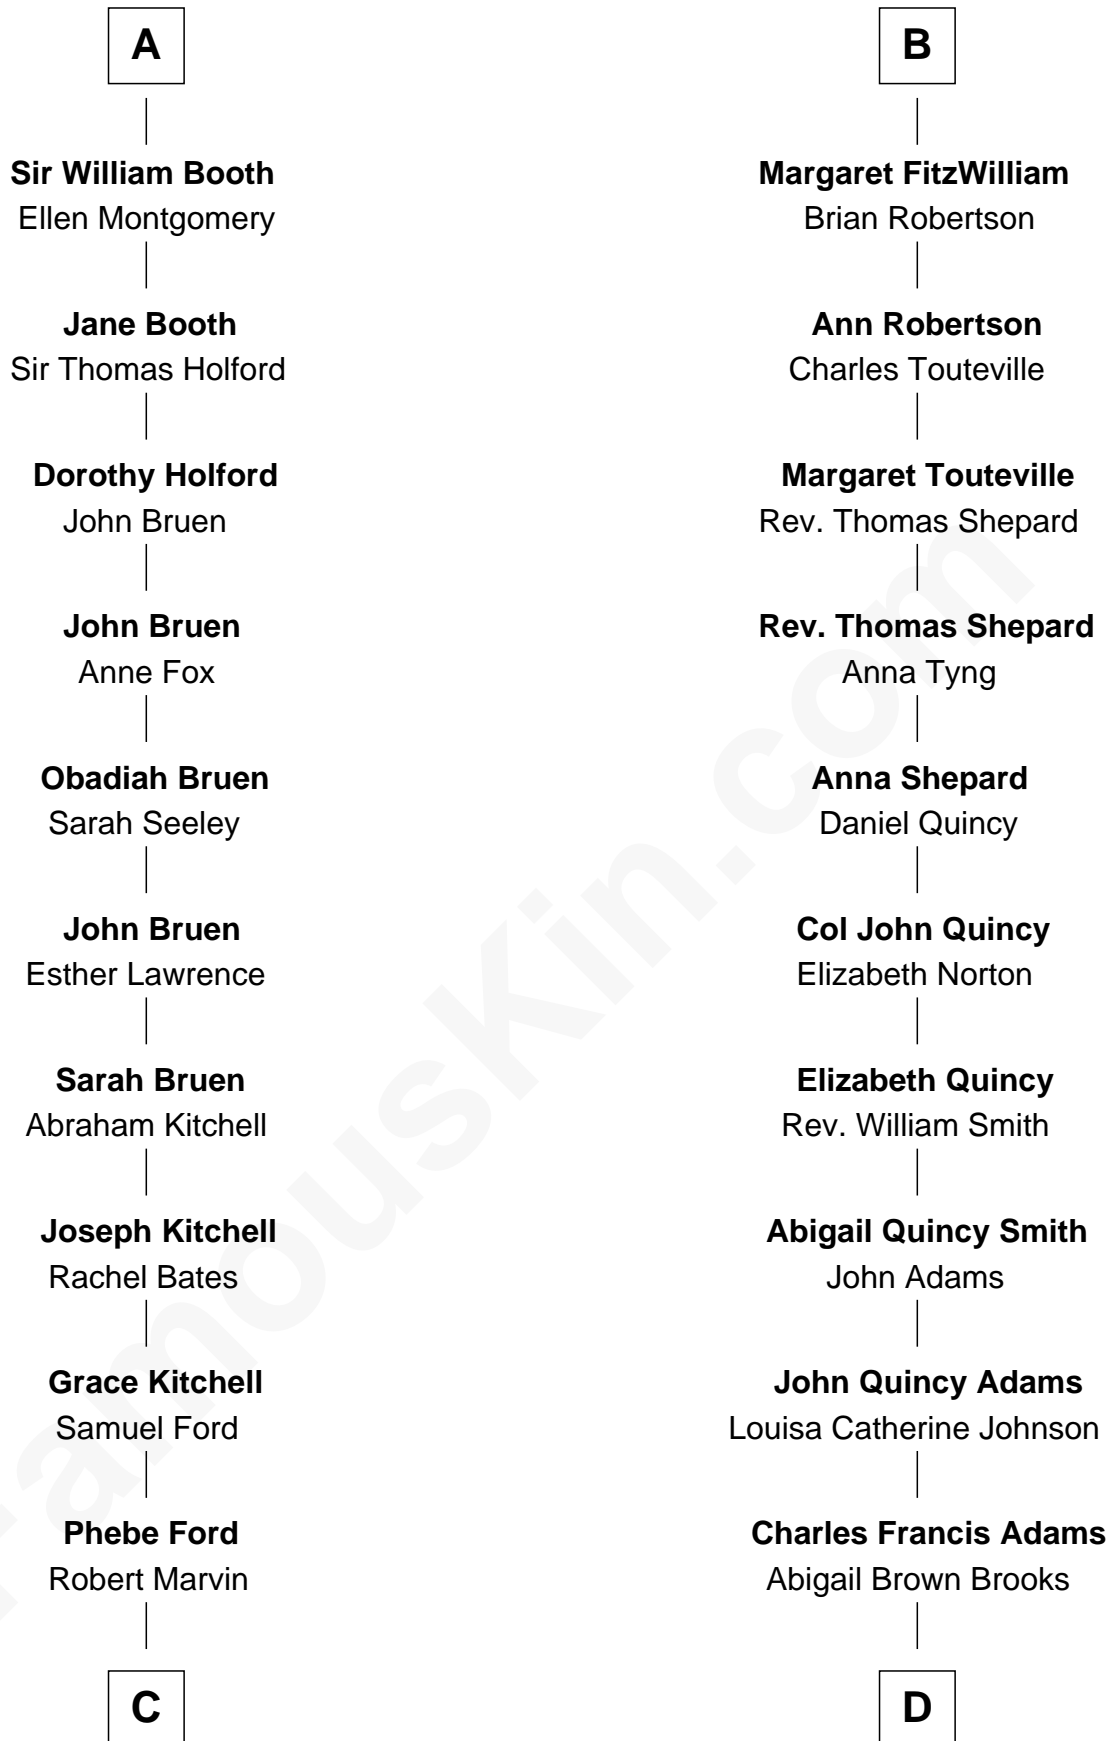 A
Sir William Booth
Ellen Montgomery
Jane Booth
Sir Thomas Holford
Dorothy Holford
John Bruen
John Bruen
Anne Fox
Obadiah Bruen
Sarah Seeley
John Bruen
Esther Lawrence
Sarah Bruen
Abraham Kitchell
Joseph Kitchell
Rachel Bates
Grace Kitchell
Samuel Ford
Phebe Ford
Robert Marvin
C
B
Margaret FitzWilliam
Brian Robertson
Ann Robertson
Charles Touteville
Margaret Touteville
Rev. Thomas Shepard
Rev. Thomas Shepard
Anna Tyng
Anna Shepard
Daniel Quincy
Col John Quincy
Elizabeth Norton
Elizabeth Quincy
Rev. William Smith
Abigail Quincy Smith
John Adams
John Quincy Adams
Louisa Catherine Johnson
Charles Francis Adams
Abigail Brown Brooks
D
FamousKin.com